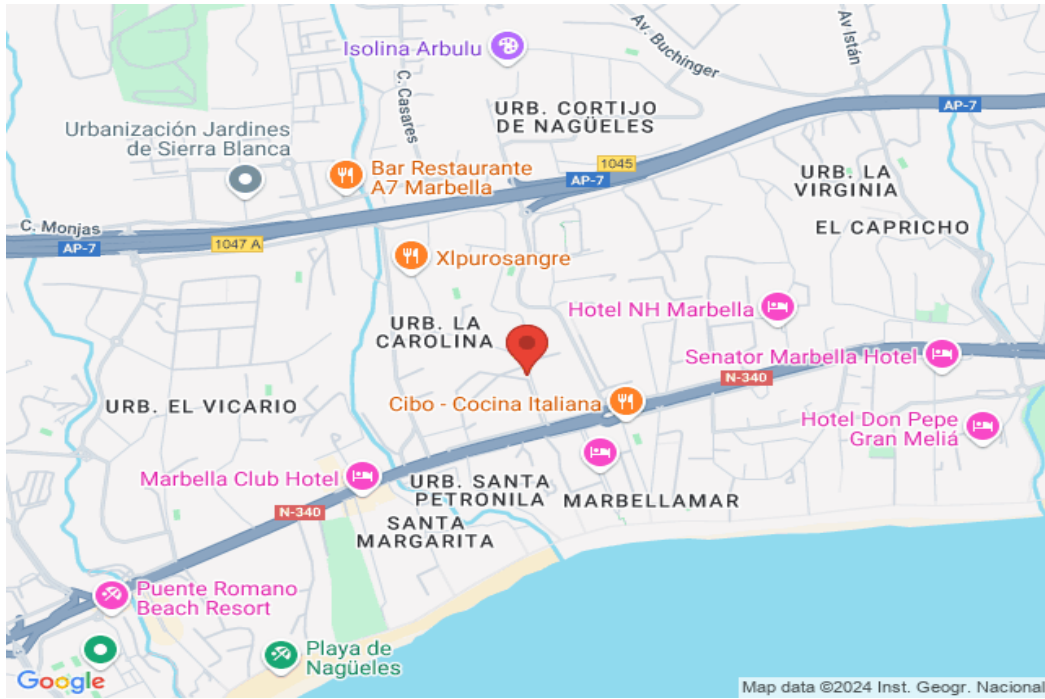 Isolina Arbulu
Av. Buchinger
Av Istán
C. Casares
URB. CORTIJO
DE NAGÜELES
AP-7
Urbanización Jardines
de Sierra Blanca
Bar Restaurante
A7 Marbella
1045
AP-7
URB. LA
VIRGINIA
C. Monjas
AP-7
1047 A
EL CAPRICHO
Xlpurosangre
Hotel NH Marbella
URB. LA
CAROLINA
Senator Marbella Hotel
N-340
Cibo - Cocina Italiana
URB. EL VICARIO
Hotel Don Pepe
Gran Meliá
Marbella Club Hotel
URB. SANTA
PETRONILA
MARBELLAMAR
N-340
SANTA
MARGARITA
Puente Romano
Beach Resort
Playa de
Nagüeles
Google
Map data ©2024 Inst. Geogr. Nacional